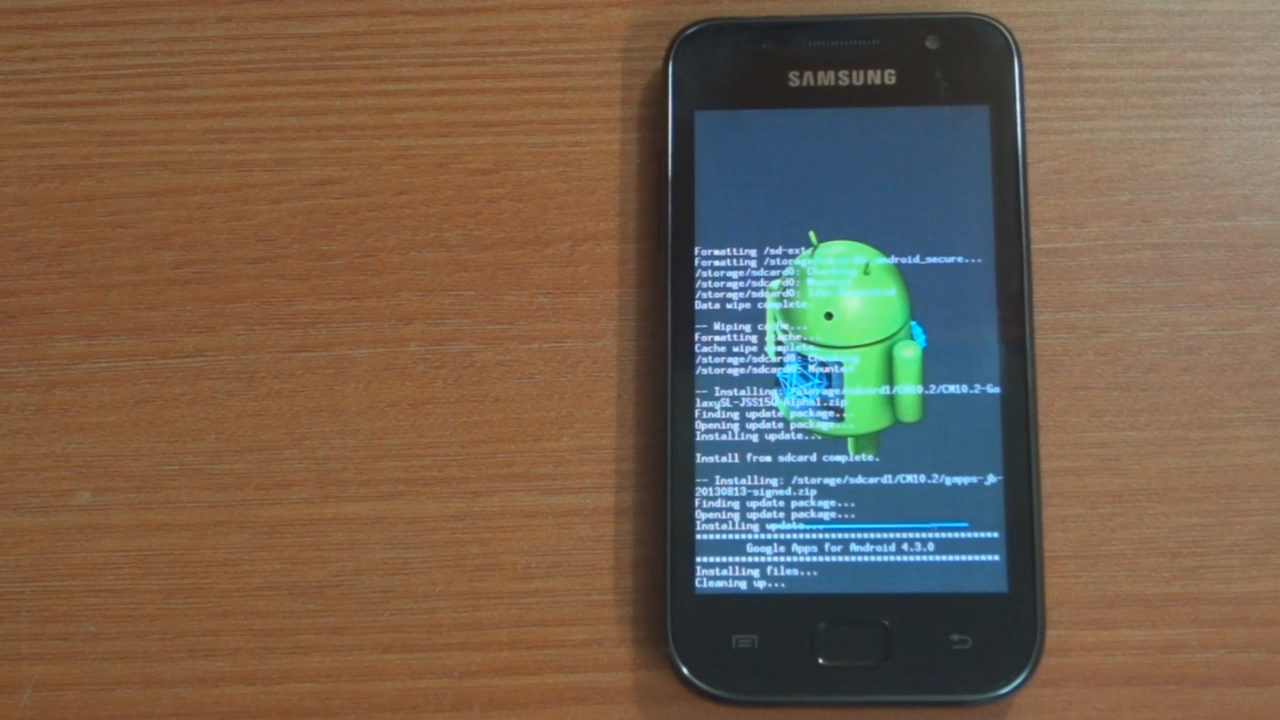 SAMSUNG
Formatting /sd-ext
Formatting /storage/sdcard0/.android_secure...
/storage/sdcard0: Checking
/storage/sdcard0: Mounted
/storage/sdcard0:
Data wipe complete.
-- Wiping cache...
Formatting /cache...
Cache wipe complete.
/storage/sdcard0: Checking
/storage/sdcard0: Mounted
-- Installing: /storage/sdcard1/CM10.2/CM10.2-Ga
laxySL-JSS15Q-Alpha1.zip
Finding update package...
Opening update package...
Installing update...
Install from sdcard complete.
-- Installing: /storage/sdcard1/CM10.2/gapps-jb-
20130813-signed.zip
Finding update package...
Opening update package...
Installing update...
Google Apps for Android 4.3.0
Installing files...
Cleaning up...